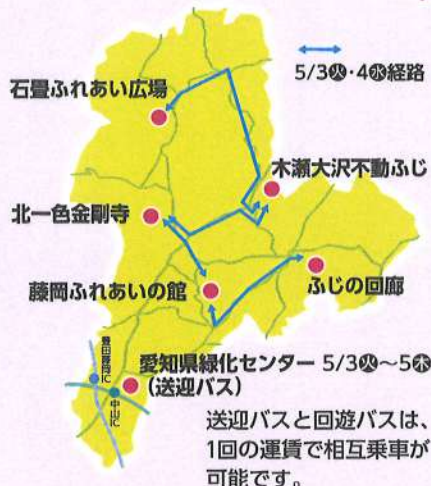 5/3火・4水経路
石畳ふれあい広場
木瀬大沢不動ふじ
北一色金剛寺
藤岡ふれあいの館
ふじの回廊
豊田藤岡IC
中山IC
愛知県緑化センター 5/3火～5木
（送迎バス）
送迎バスと回遊バスは、
1回の運賃で相互乗車が
可能です。